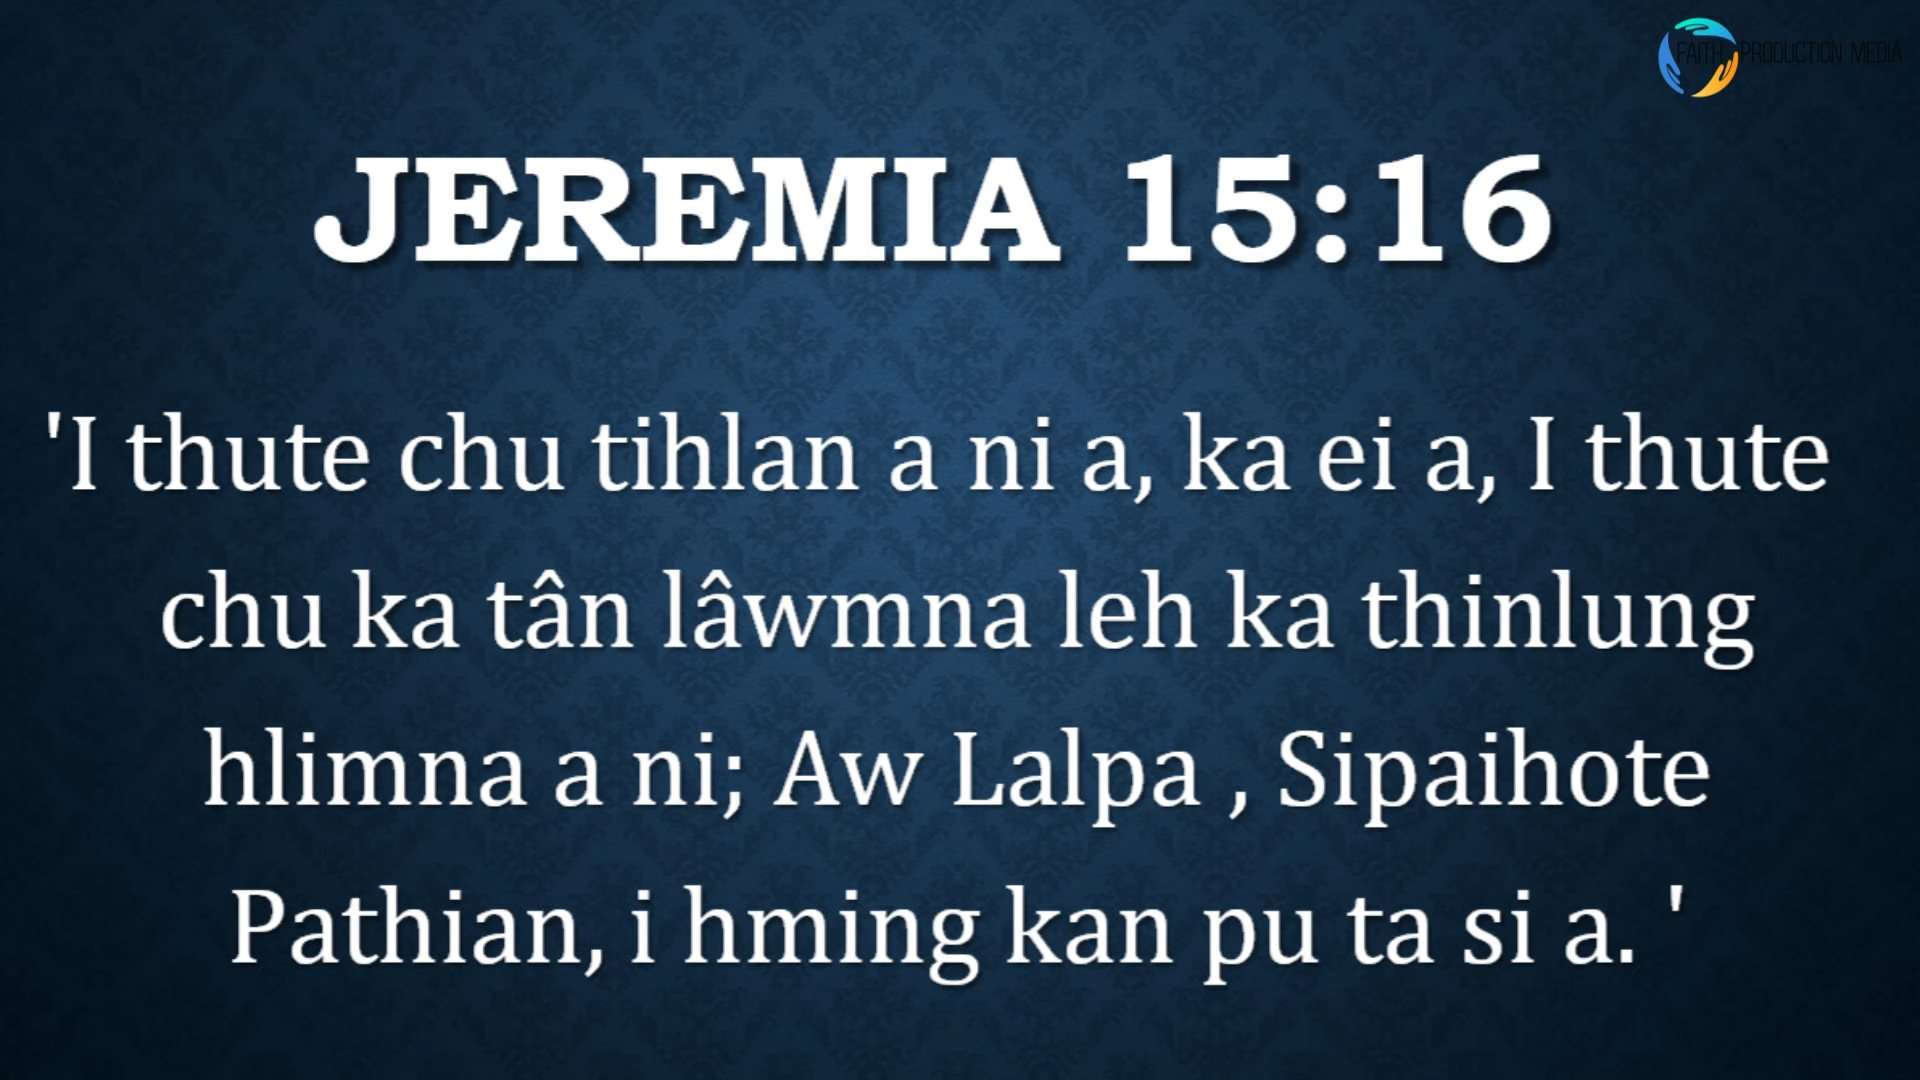 FAITH PRODUCTION MEDIA
JEREMIA 15:16
'I thute chu tihlan a ni a, ka ei a, I thute
chu ka tân lâwmna leh ka thinlung
hlimna a ni; Aw Lalpa , Sipaihote
Pathian, i hming kan pu ta si a. '